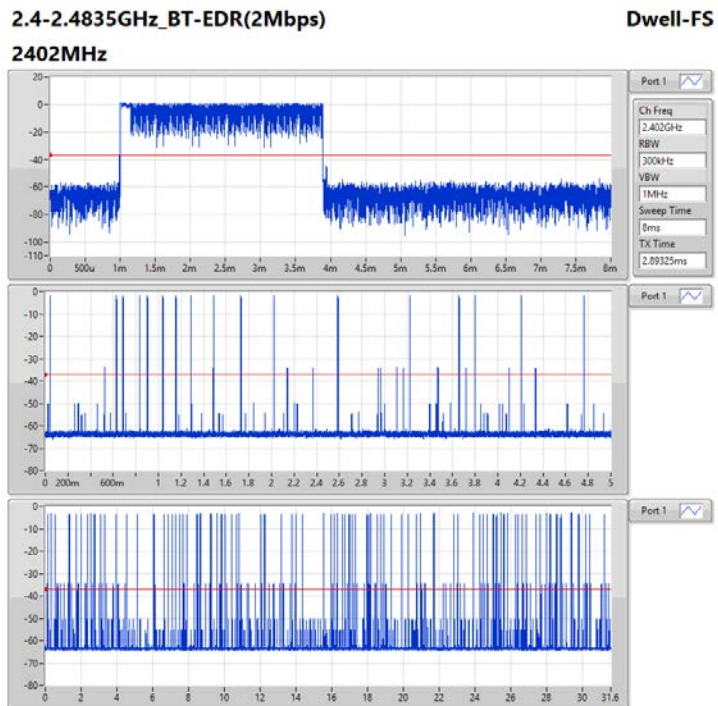 2.4-2.4835GHz_BT-EDR(2Mbps) Dwell-FS
2402MHz
20
0
-20
-40
-60
-80
-100
-110
0 500u 1m 1.5m 2m 2.5m 3m 3.5m 4m 4.5m 5m 5.5m 6m 6.5m 7m 7.5m 8m
Port 1
Ch Freq
2.402GHz
RBW
300kHz
VBW
1MHz
Sweep Time
8ms
TX Time
2.89325ms
0
-10
-20
-30
-40
-50
-60
-70
-80
0 200m 600m 1 1.2 1.4 1.6 1.8 2 2.2 2.4 2.6 2.8 3 3.2 3.4 3.6 3.8 4 4.2 4.4 4.6 4.8 5
Port 1
0
-10
-20
-30
-40
-50
-60
-70
-80
0 2 4 6 8 10 12 14 16 18 20 22 24 26 28 30 31.6
Port 1